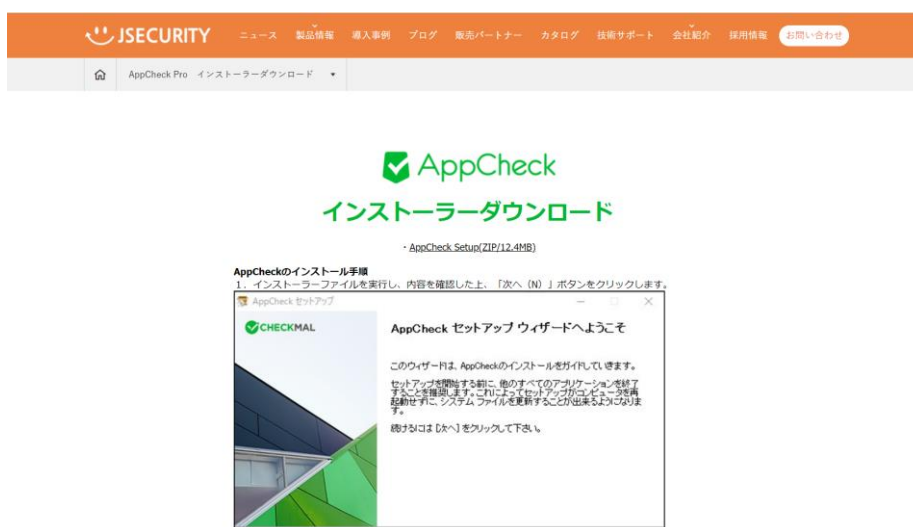 JSECURITY ニュース 製品情報 導入事例 ブログ 販売パートナー カタログ 技術サポート 会社紹介 採用情報 お問い合わせ
AppCheck Pro インストーラーダウンロード
AppCheck
インストーラーダウンロード
・AppCheck Setup(ZIP/12.4MB)
AppCheckのインストール手順
1. インストーラーファイルを実行し、内容を確認した上、「次へ（N）」ボタンをクリックします。
AppCheck セットアップ
CHECKMAL
AppCheck セットアップ ウィザードへようこそ
このウィザードは、AppCheckのインストールをガイドしていきます。
セットアップを開始する前に、他のすべてのアプリケーションを終了
することを推奨します。これによってセットアップがコンピュータを再
起動せずに、システム ファイルを更新することが出来るようになりま
す。
続けるには [次へ] をクリックして下さい。